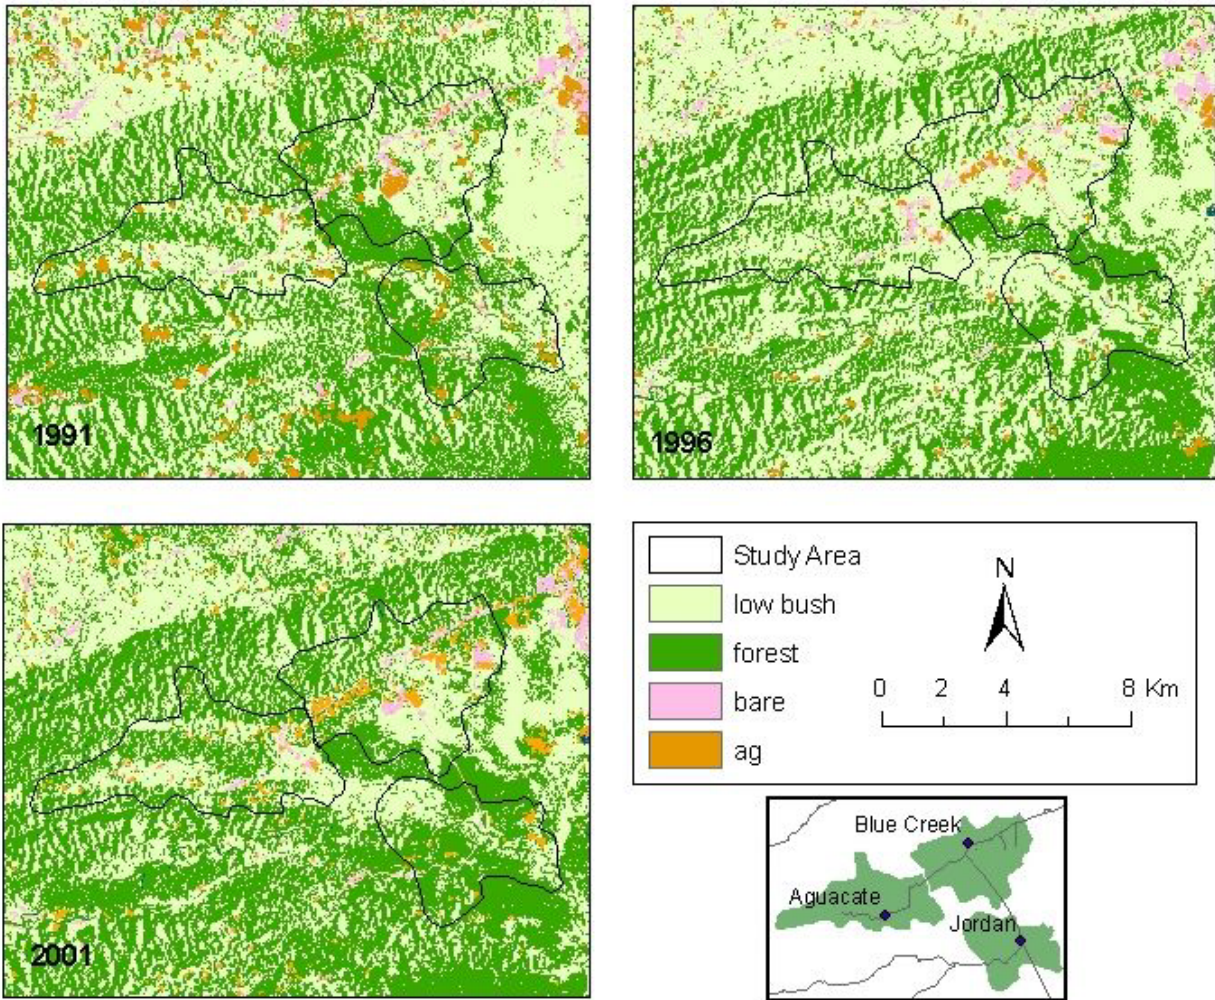 1991
1996
2001
Study Area
low bush
forest
bare
ag
N
0 2 4 8 Km
Blue Creek
Aguacate
Jordan